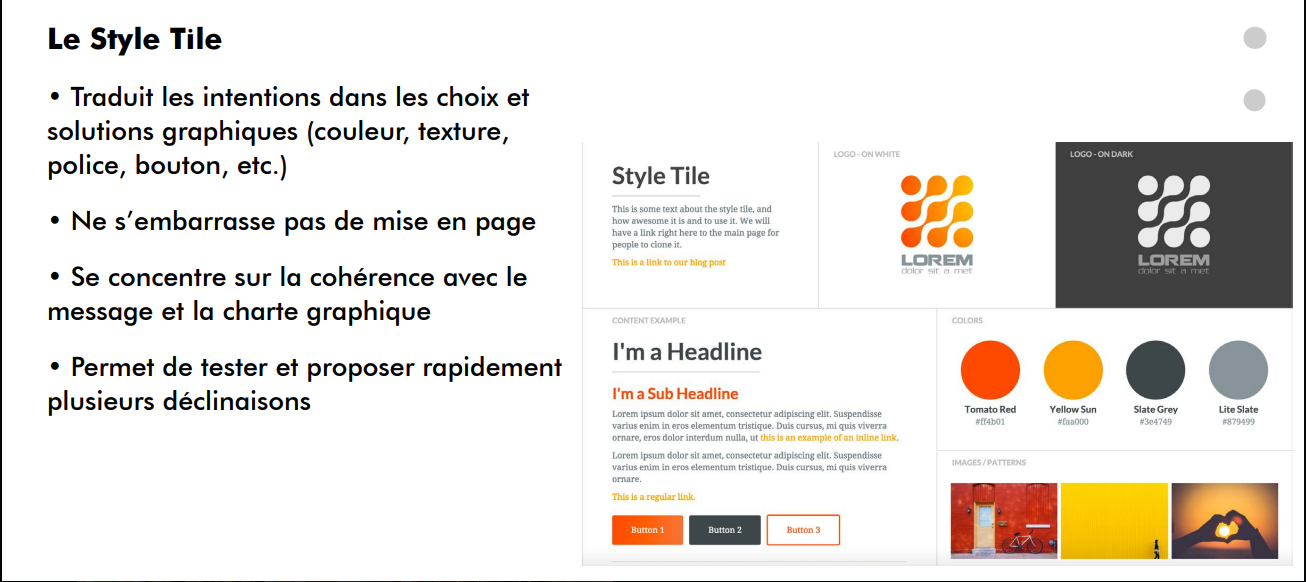 Le Style Tile
• Traduit les intentions dans les choix et
solutions graphiques (couleur, texture,
police, bouton, etc.)
• Ne s’embarrasse pas de mise en page
• Se concentre sur la cohérence avec le
message et la charte graphique
• Permet de tester et proposer rapidement
plusieurs déclinaisons
Style Tile
This is some text about the style tile, and
how awesome it is and to use it. We will
have a link right here to the main page for
people to clone it.
This is a link to our blog post
LOGO - ON WHITE
LOREM
dolor sit a met
LOGO - ON DARK
LOREM
dolor sit a met
CONTENT EXAMPLE
I'm a Headline
I'm a Sub Headline
Lorem ipsum dolor sit amet, consectetur adipiscing elit. Suspendisse
varius enim in eros elementum tristique. Duis cursus, mi quis viverra
ornare, eros dolor interdum nulla, ut this is an example of an inline link.
Lorem ipsum dolor sit amet, consectetur adipiscing elit. Suspendisse
varius enim in eros elementum tristique. Duis cursus, mi quis viverra
ornare.
This is a regular link.
Button 1
Button 2
Button 3
COLORS
Tomato Red
#ff4b01
Yellow Sun
#faa000
Slate Grey
#3e4749
Lite Slate
#879499
IMAGES / PATTERNS